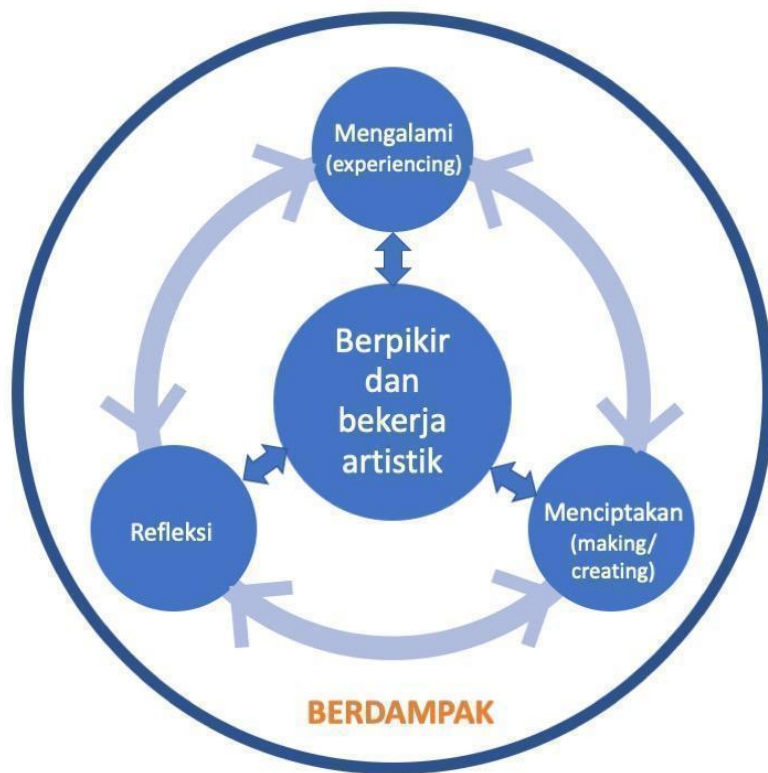 Mengalami
(experiencing)
Berpikir
dan
bekerja
artistik
Refleksi
Menciptakan
(making/
creating)
BERDAMPAK